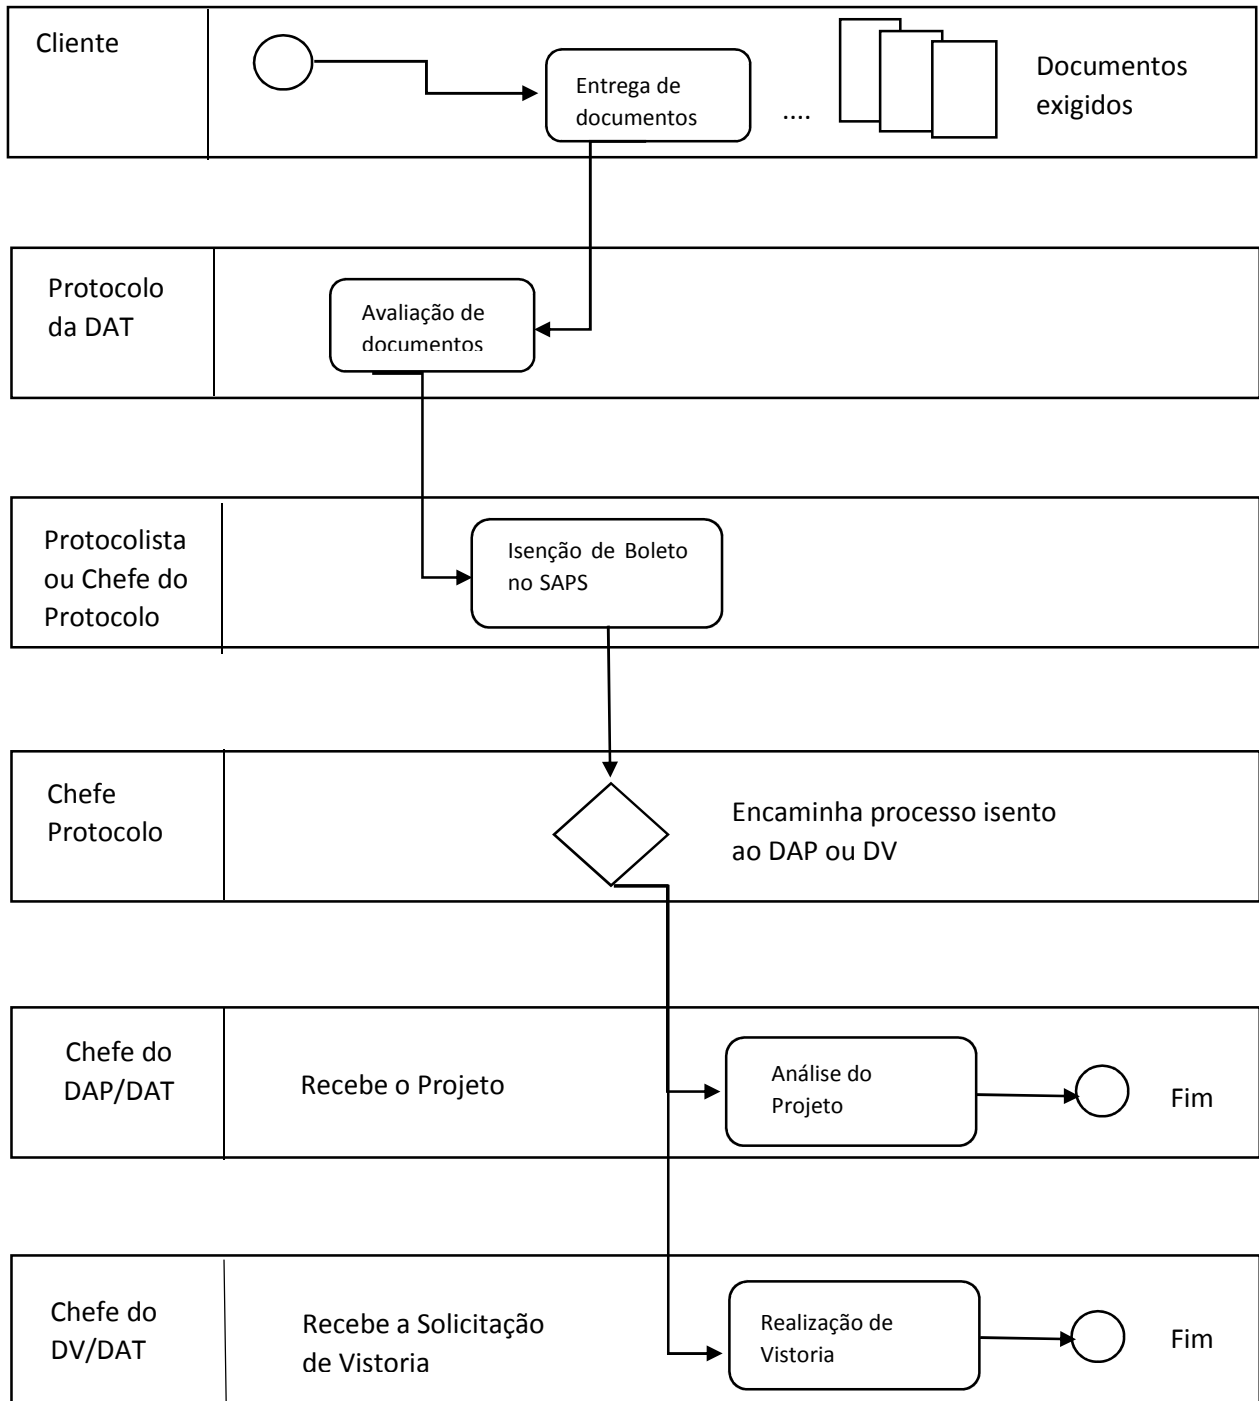 Cliente
Entrega de
documentos
....
Documentos
exigidos
Protocolo
da DAT
Avaliação de
documentos
Protocolista
ou Chefe do
Protocolo
Isenção de Boleto
no SAPS
Chefe
Protocolo
Encaminha processo isento
ao DAP ou DV
Chefe do
DAP/DAT
Recebe o Projeto
Análise do
Projeto
Fim
Chefe do
DV/DAT
Recebe a Solicitação
de Vistoria
Realização de
Vistoria
Fim